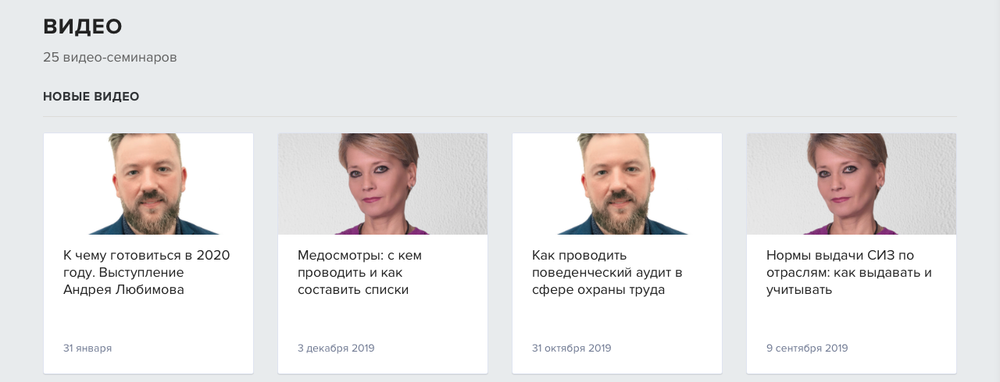 ВИДЕО
25 видео-семинаров
НОВЫЕ ВИДЕО
К чему готовиться в 2020
году. Выступление
Андрея Любимова
31 января
Медосмотры: с кем
проводить и как
составить списки
3 декабря 2019
Как проводить
поведенческий аудит в
сфере охраны труда
31 октября 2019
Нормы выдачи СИЗ по
отраслям: как выдавать и
учитывать
9 сентября 2019